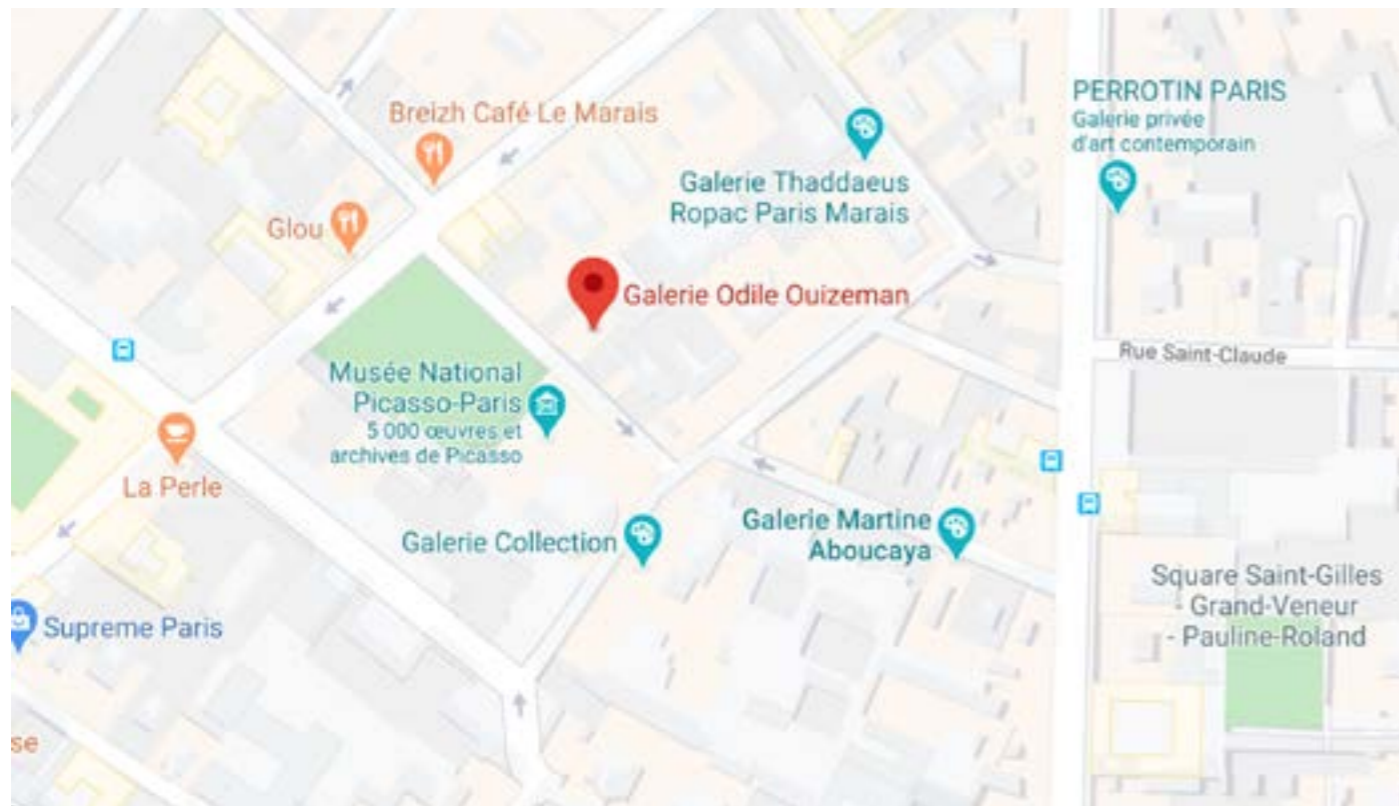 PERROTIN PARIS
Galerie privée
d'art contemporain
Breizh Café Le Marais
Galerie Thaddaeus
Ropac Paris Marais
Glou
Galerie Odile Ouizeman
Rue Saint-Claude
Musée National
Picasso-Paris
5 000 œuvres et
archives de Picasso
La Perle
Galerie Collection
Galerie Martine
Aboucaya
Square Saint-Gilles
- Grand-Veneur
- Pauline-Roland
Supreme Paris
se